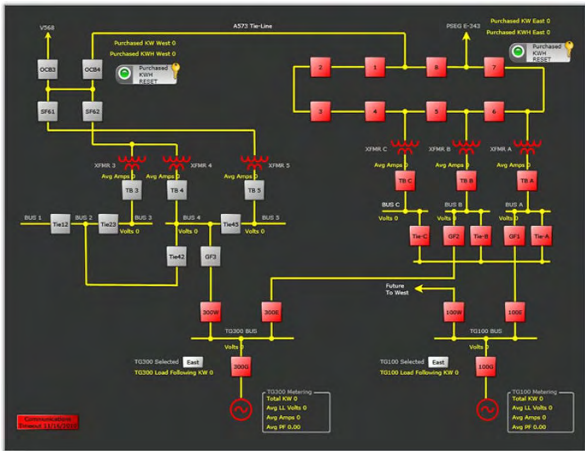 V568
A573 Tie-Line
PSEG E-343
Purchased KW West 0
Purchased KWH West 0
Purchased
KWH
RESET
Purchased KW East 0
Purchased KWH East 0
Purchased
KWH
RESET
OCB3
OCB4
SF61
SF62
2
1
8
7
3
4
5
6
XFMR 3
XFMR 4
XFMR 5
Avg Amps 0
Avg Amps 0
Avg Amps 0
TB 3
TB 4
TB 5
XFMR C
XFMR B
XFMR A
Avg Amps 0
Avg Amps 0
Avg Amps 0
TB C
TB B
TB A
BUS 1
Tie12
BUS 2
Tie23
BUS 3
Volts 0
BUS 4
Volts 0
Tie45
BUS 5
Volts 0
BUS C
Volts 0
BUS B
Volts 0
BUS A
Volts 0
Tie-C
GF2
Tie-B
GF1
Tie-A
Tie42
GF3
Future
To West
300W
300E
100W
100E
TG300 BUS
Volts 0
TG100 BUS
Volts 0
TG300 Selected
East
TG300 Load Following KW 0
300G
TG100 Selected
East
TG100 Load Following KW 0
100G
TG300 Metering
Total KW 0
Avg LL Volts 0
Avg Amps 0
Avg PF 0.00
TG100 Metering
Total KW 0
Avg LL Volts 0
Avg Amps 0
Avg PF 0.00
Communications
Timeout